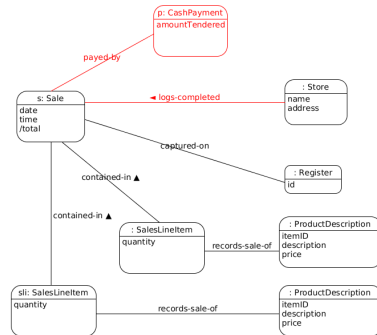 p: CashPayment
amountTendered
payed-by
◄ logs-completed
: Store
name
address
s: Sale
date
time
/total
captured-on
: Register
id
contained-in ▲
contained-in ▲
: SalesLineItem
quantity
records-sale-of
: ProductDescription
itemID
description
price
sli: SalesLineItem
quantity
records-sale-of
: ProductDescription
itemID
description
price